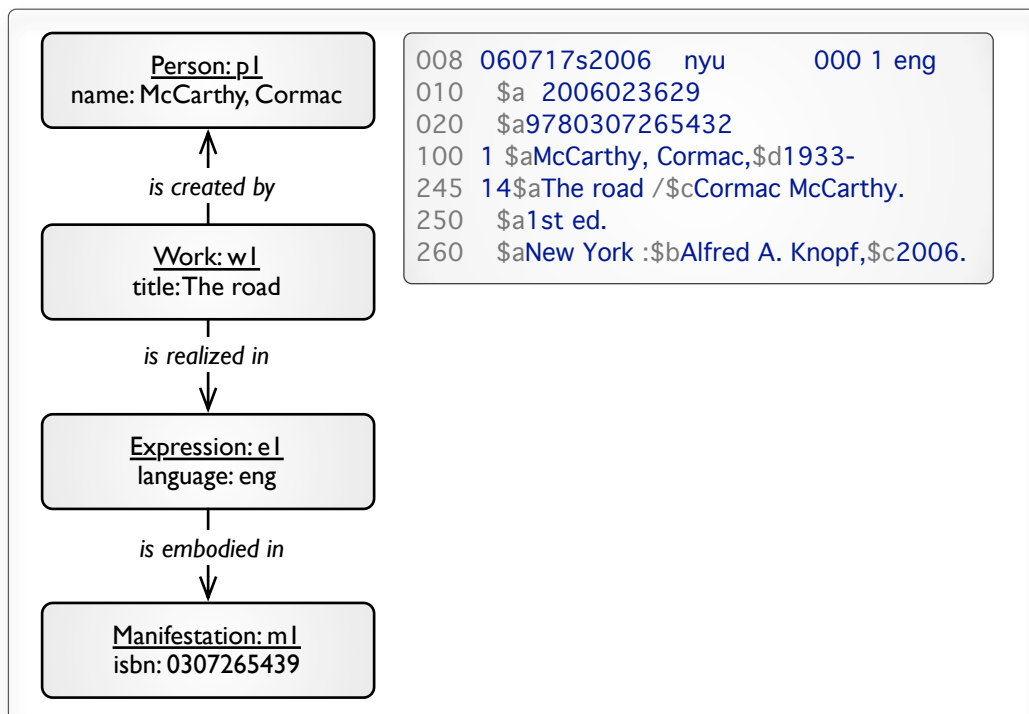 Person: p1
name: McCarthy, Cormac
is created by
Work: w1
title:The road
is realized in
Expression: e1
language: eng
is embodied in
Manifestation: m1
isbn: 0307265439
008 060717s2006 nyu 000 1 eng
010 $a 2006023629
020 $a9780307265432
100 1 $aMcCarthy, Cormac,$d1933-
245 14$aThe road /$cCormac McCarthy.
250 $a1st ed.
260 $aNew York :$bAlfred A. Knopf,$c2006.